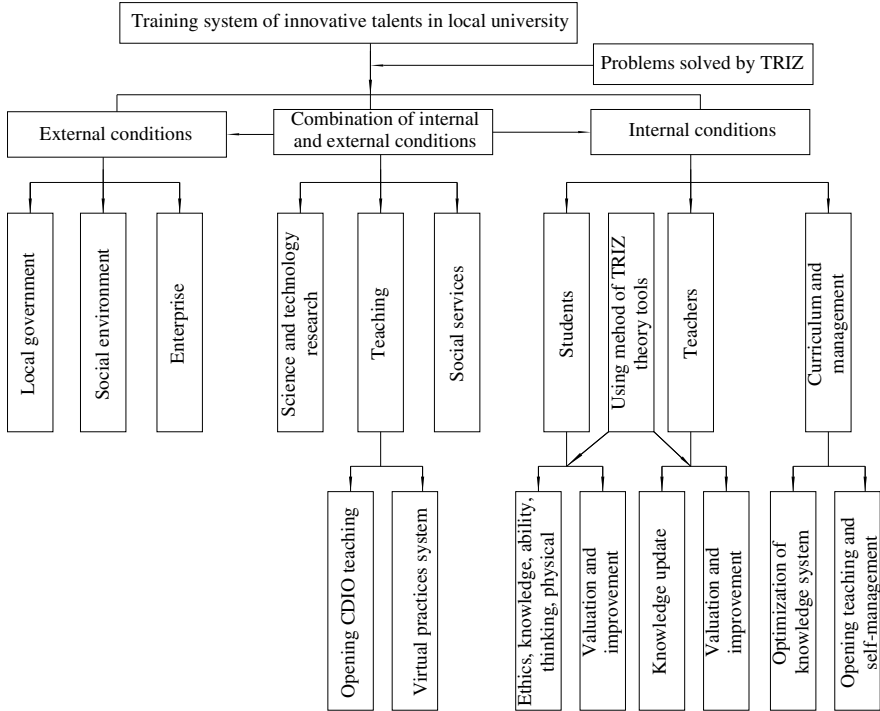 Training system of innovative talents in local university
Problems solved by TRIZ
External conditions
Combination of internal
and external conditions
Internal conditions
Local government
Social environment
Enterprise
Science and technology
research
Teaching
Social services
Students
Using mehod of TRIZ
theory tools
Teachers
Curriculum and
management
Opening CDIO teaching
Virtual practices system
Ethics, knowledge, ability,
thinking, physical
Valuation and
improvement
Knowledge update
Valuation and
improvement
Optimization of
knowledge system
Opening teaching and
self-management